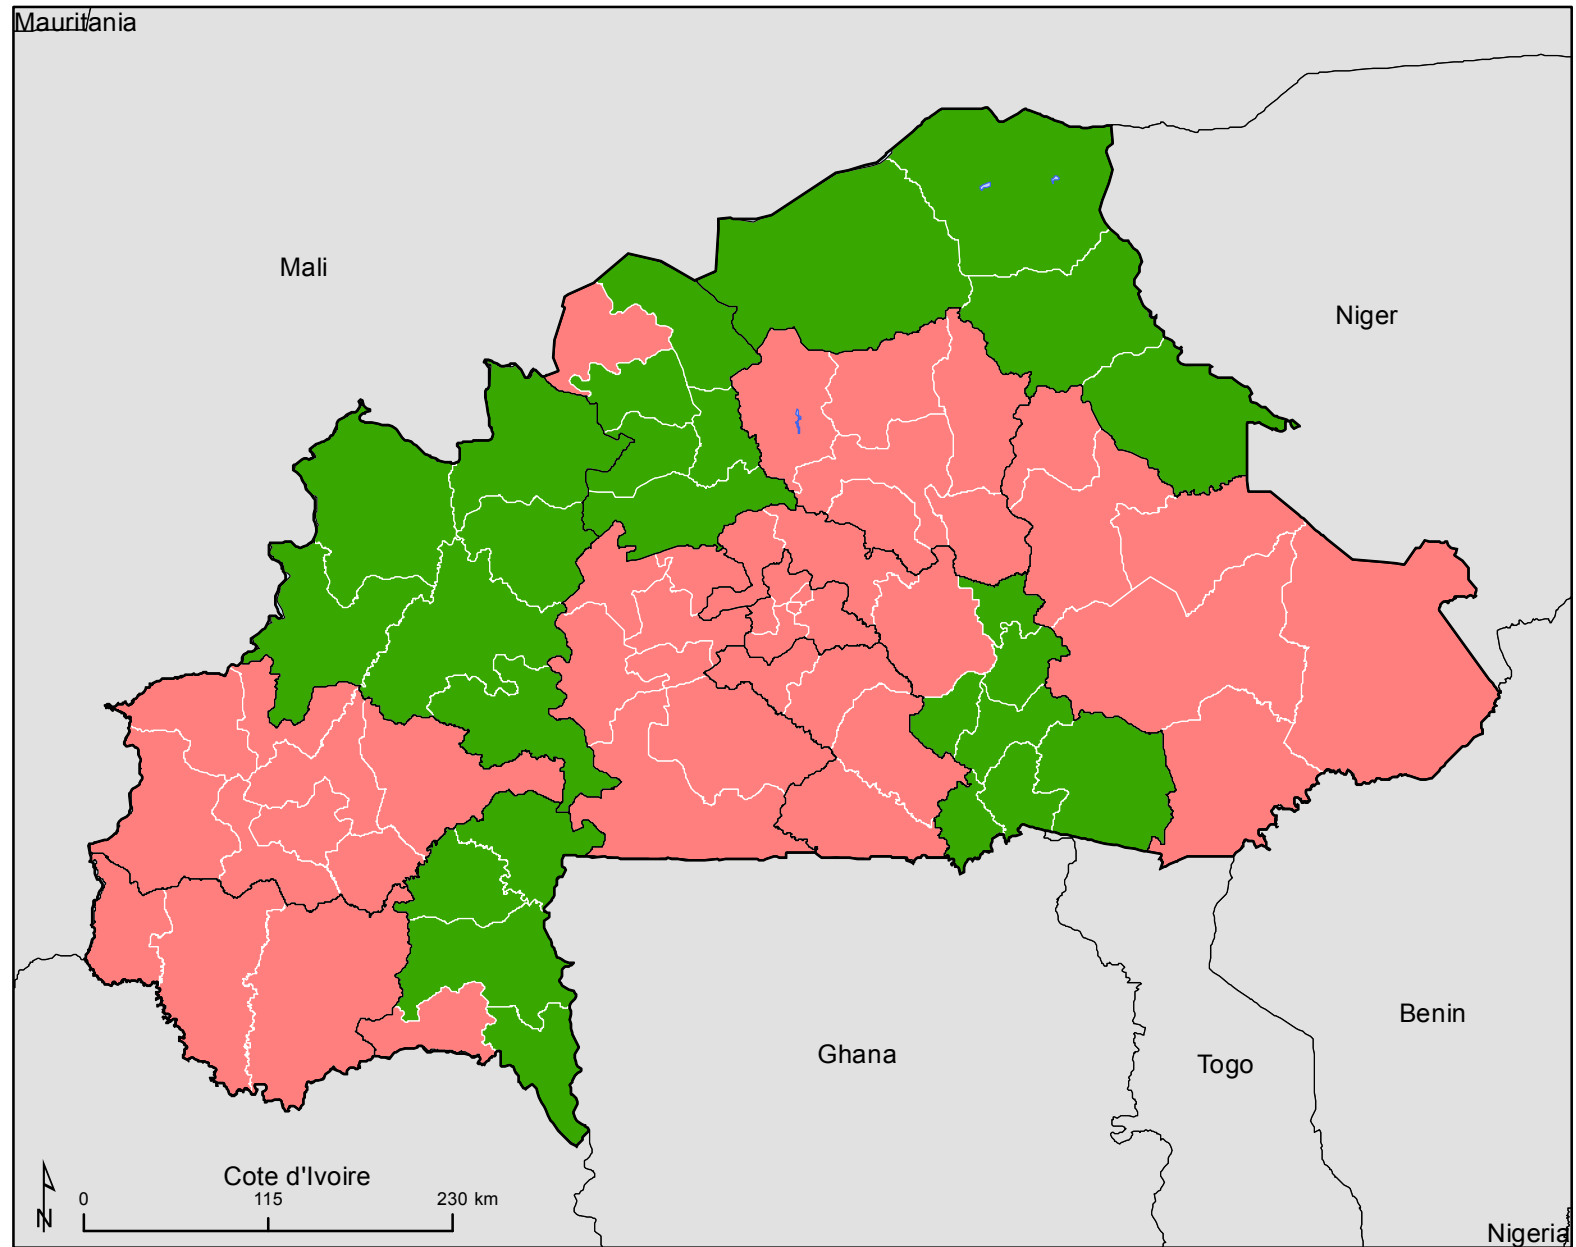 Mauritania
Mali
Niger
Benin
Ghana
Togo
Cote d'Ivoire
0 115 230 km
N
Nigeria